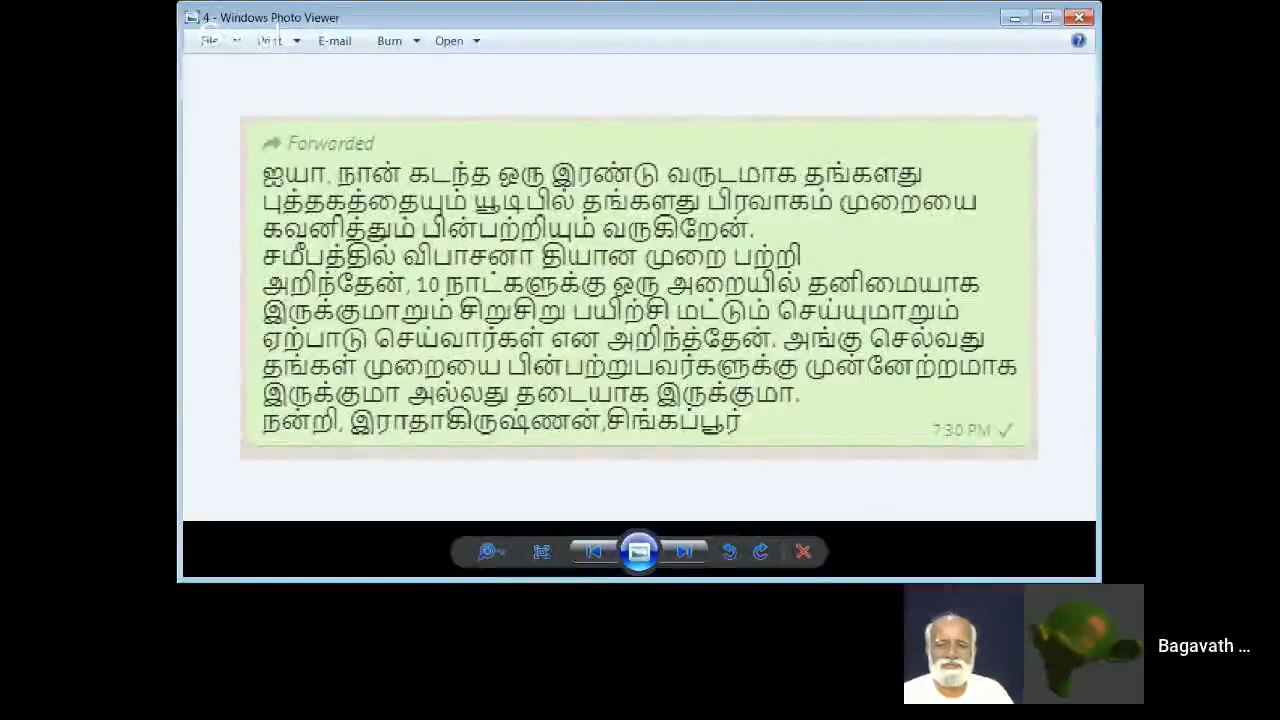 4 - Windows Photo Viewer
File Print E-mail Burn Open
Forwarded
ஐயா, நான் கடந்த ஒரு இரண்டு வருடமாக தங்களது
புத்தகத்தையும் யூடிபில் தங்களது பிரவாகம் முறையை
கவனித்தும் பின்பற்றியும் வருகிறேன்.
சமீபத்தில் விபாசனா தியான முறை பற்றி
அறிந்தேன், 10 நாட்களுக்கு ஒரு அறையில் தனிமையாக
இருக்குமாறும் சிறுசிறு பயிற்சி மட்டும் செய்யுமாறும்
ஏற்பாடு செய்வார்கள் என அறிந்த்தேன். அங்கு செல்வது
தங்கள் முறையை பின்பற்றுபவர்களுக்கு முன்னேற்றமாக
இருக்குமா அல்லது தடையாக இருக்குமா.
நன்றி, இராதாகிருஷ்ணன்,சிங்கப்பூர்
7:30 PM
Bagavath ...